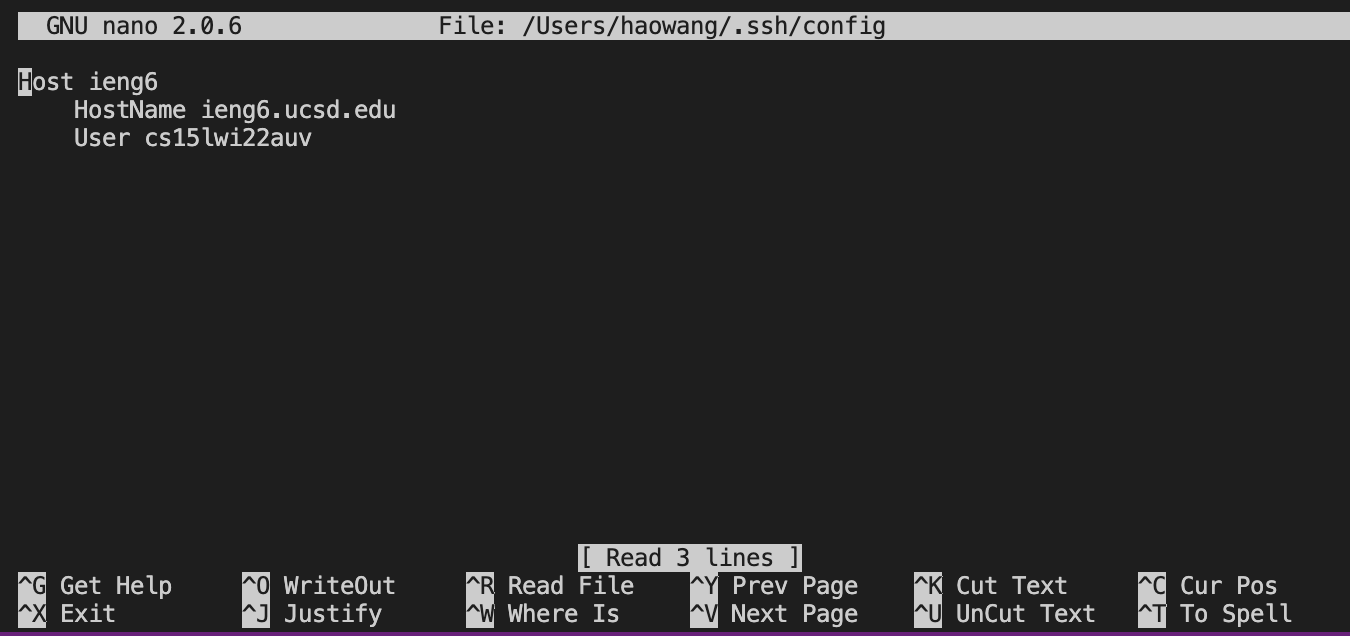 GNU nano 2.0.6 File: /Users/haowang/.ssh/config
Host ieng6
    HostName ieng6.ucsd.edu
    User cs15lwi22auv
[ Read 3 lines ]
^G Get Help ^O WriteOut ^R Read File ^Y Prev Page ^K Cut Text ^C Cur Pos
^X Exit ^J Justify ^W Where Is ^V Next Page ^U UnCut Text ^T To Spell